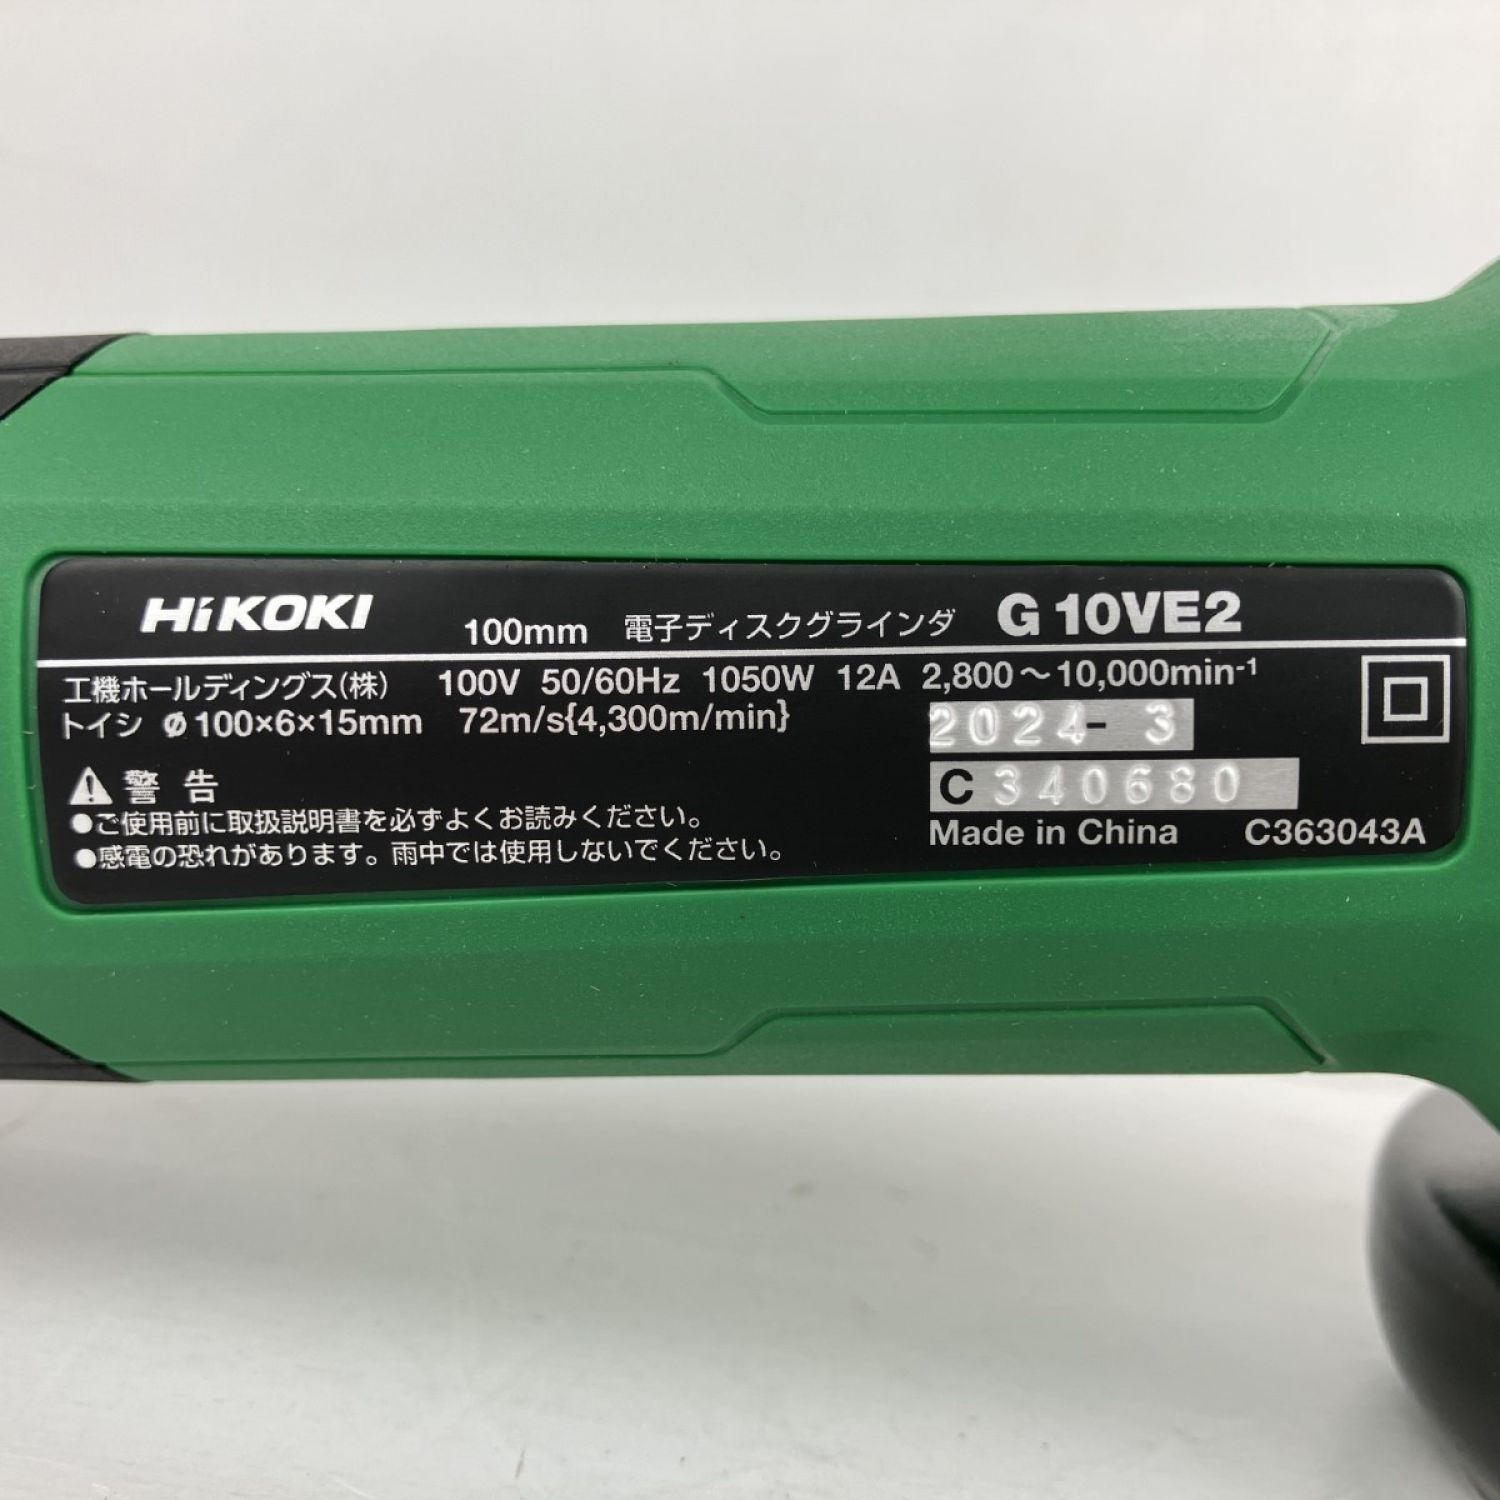 HiKOKI 100mm 電子ディスクグラインダ G 10VE2
工機ホールディングス(株) 100V 50/60Hz 1050W 12A 2,800～10,000min-1
トイシ φ100×6×15mm 72m/s{4,300m/min}
2024- 3
C 340680
⚠ 警 告
●ご使用前に取扱説明書を必ずよくお読みください。
●感電の恐れがあります。雨中では使用しないでください。
Made in China C363043A